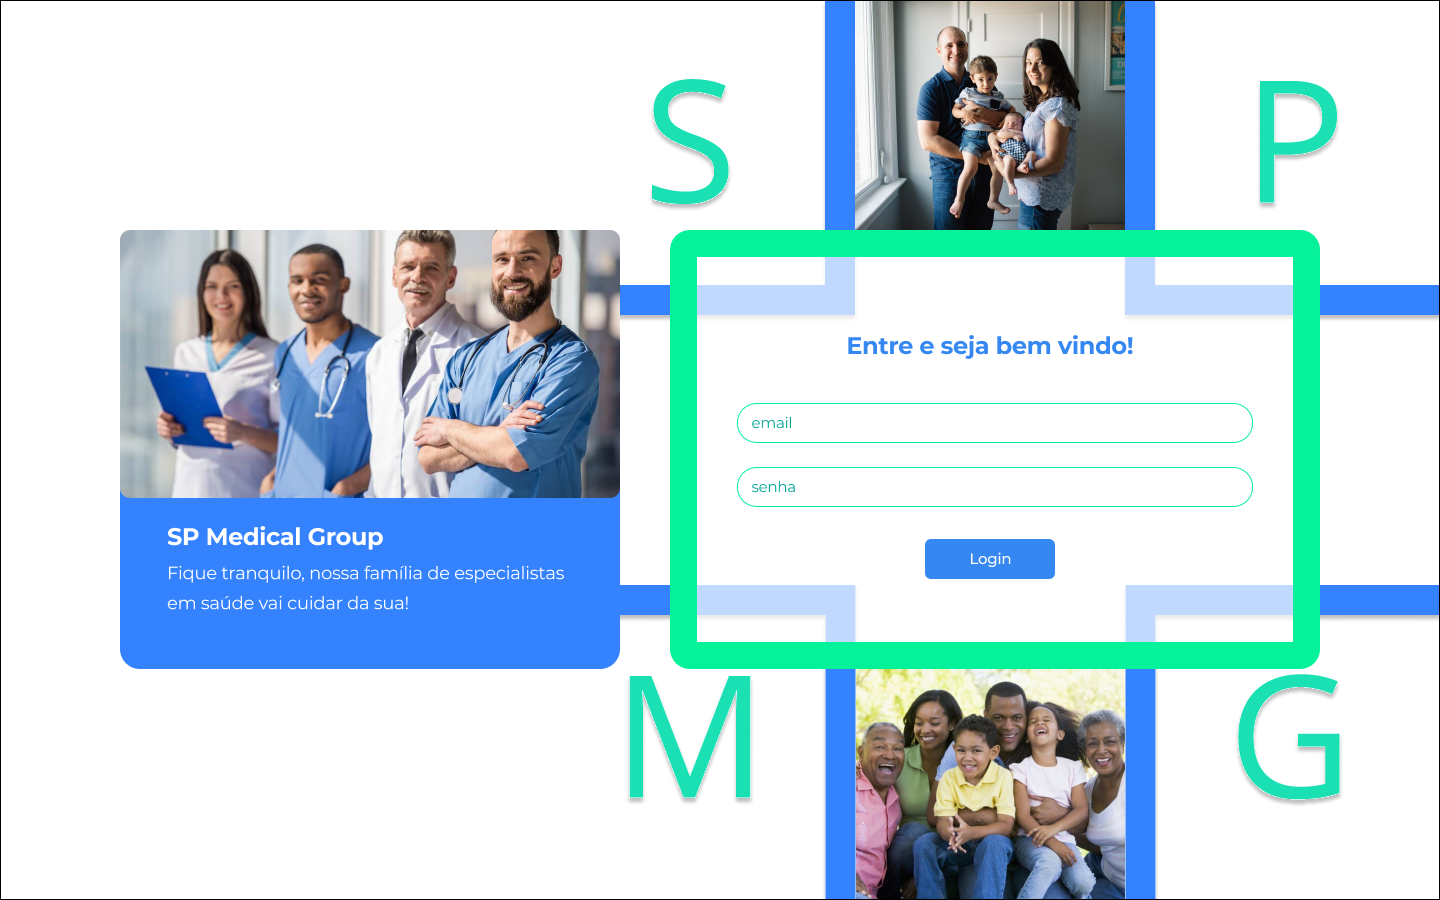 S
P
Entre e seja bem vindo!
email
senha
Login
SP Medical Group
Fique tranquilo, nossa família de especialistas
em saúde vai cuidar da sua!
M
G